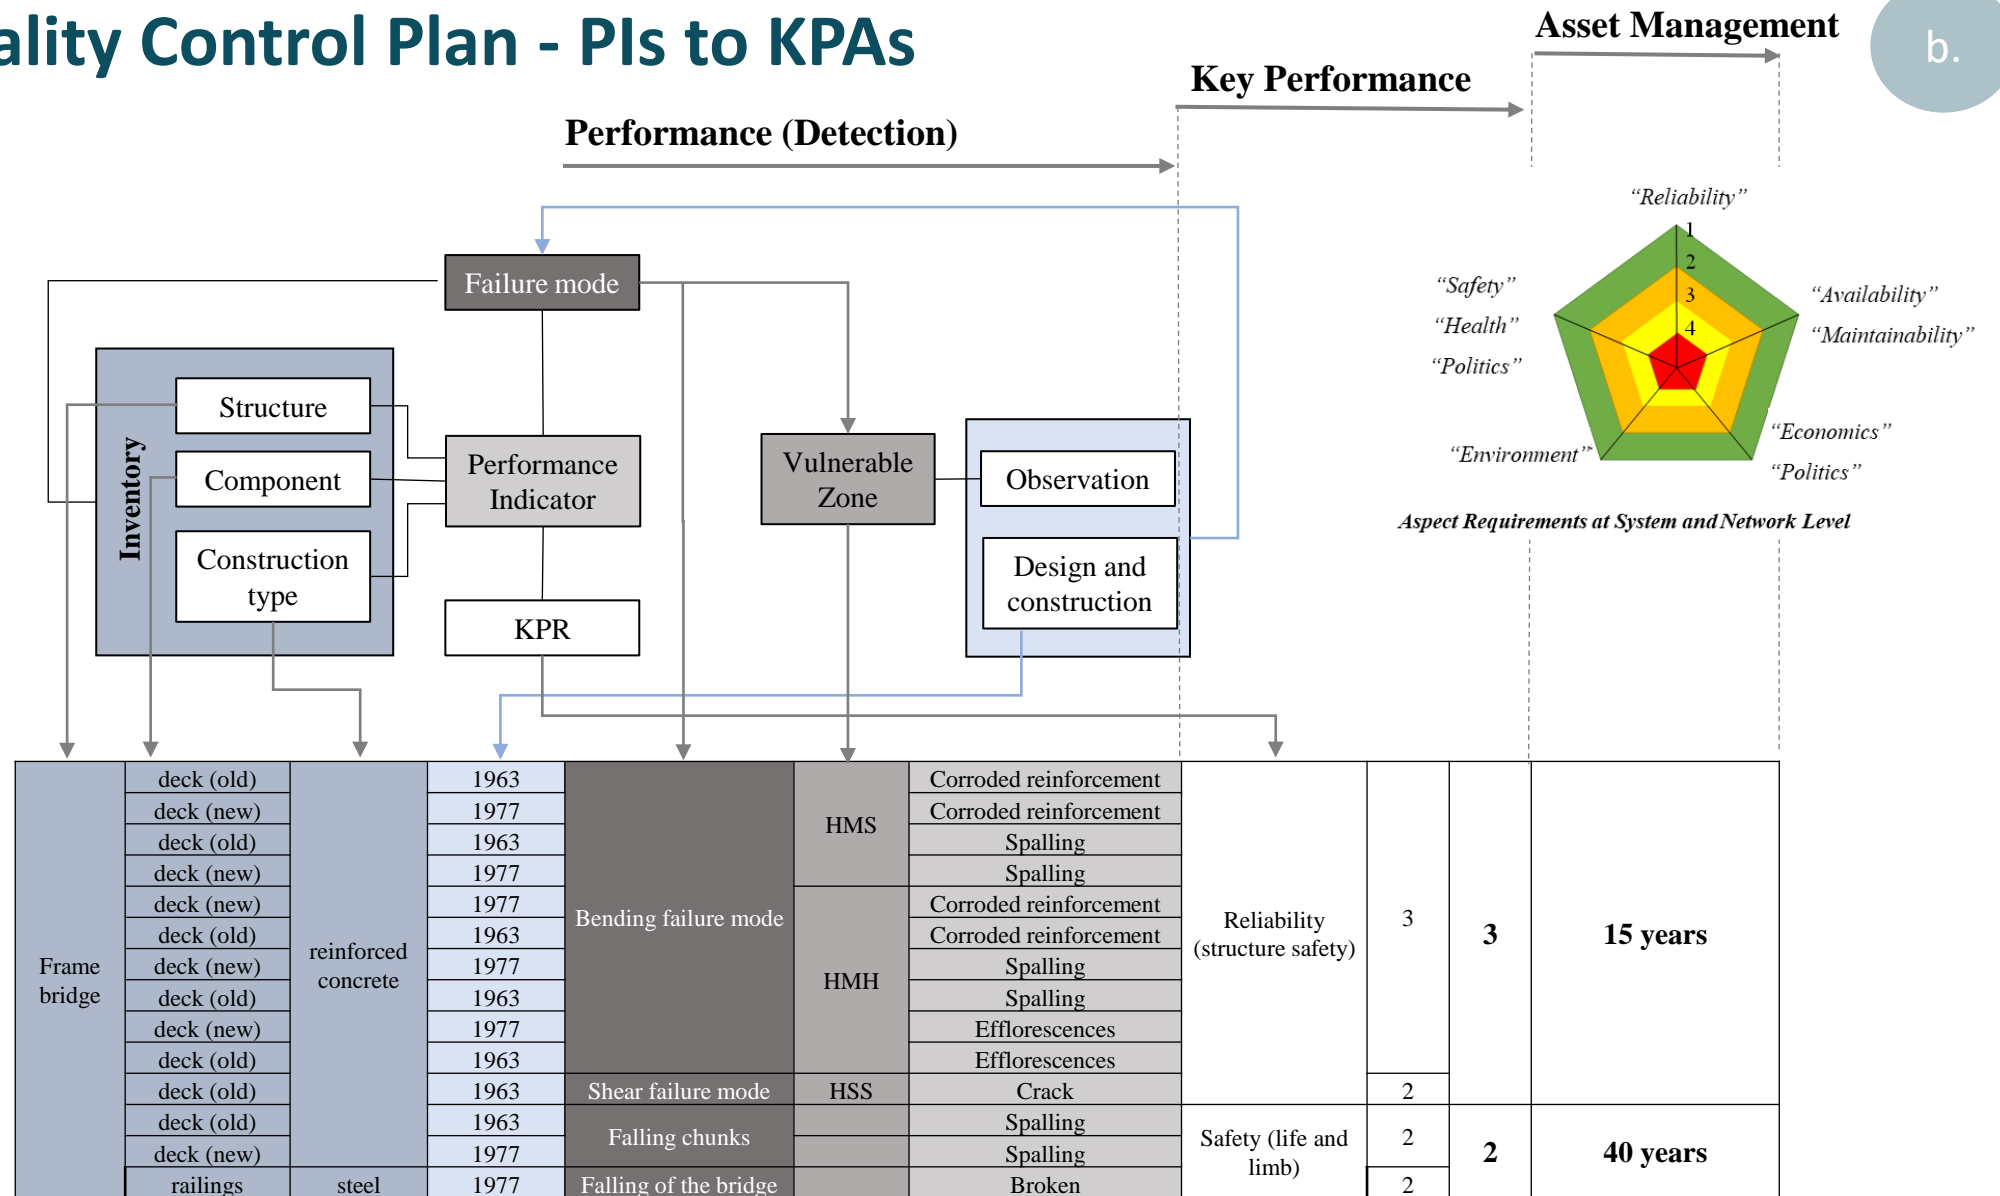 ality Control Plan - PIs to KPAs
Asset Management
b.
Key Performance
Performance (Detection)
“Reliability”
1
2
3
4
“Safety”
“Health”
“Politics”
“Availability”
“Maintainability”
“Environment”
“Economics”
“Politics”
Aspect Requirements at System and Network Level
Failure mode
Inventory
Structure
Component
Construction
type
Performance
Indicator
KPR
Vulnerable
Zone
Observation
Design and
construction
Frame
bridge
reinforced
concrete
Bending failure mode
HMS
HMH
Reliability
(structure safety)
3
3
15 years
deck (old) 1963 Corroded reinforcement
deck (new) 1977 Corroded reinforcement
deck (old) 1963 Spalling
deck (new) 1977 Spalling
deck (new) 1977 Corroded reinforcement
deck (old) 1963 Corroded reinforcement
deck (new) 1977 Spalling
deck (old) 1963 Spalling
deck (new) 1977 Efflorescences
deck (old) 1963 Efflorescences
deck (old) 1963 Shear failure mode HSS Crack 2
deck (old) 1963 Spalling
Falling chunks
Safety (life and
limb)
2
2
40 years
deck (new) 1977 Spalling
railings steel 1977 Falling of the bridge Broken 2